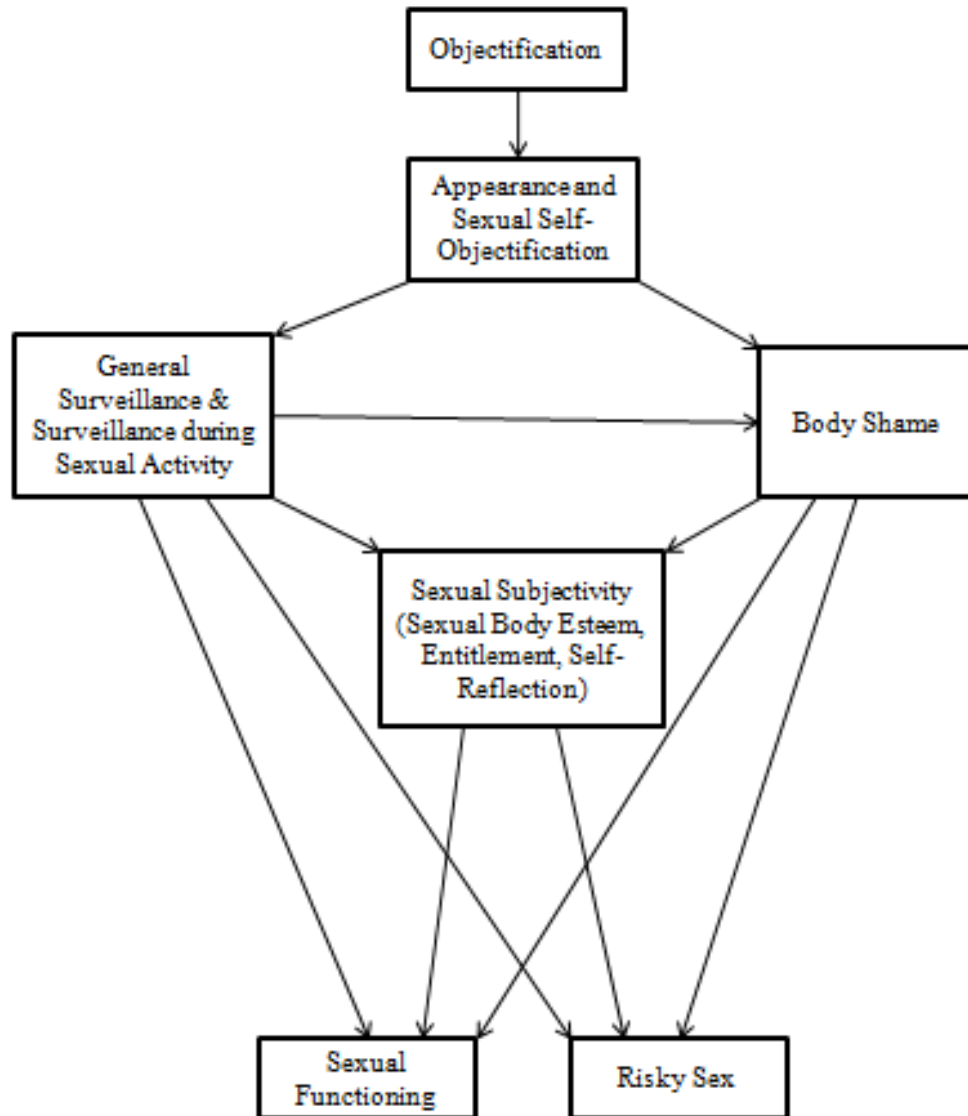 Objectification
Appearance and
Sexual Self-
Objectification
General
Surveillance &
Surveillance during
Sexual Activity
Body Shame
Sexual Subjectivity
(Sexual Body Esteem,
Entitlement, Self-
Reflection)
Sexual
Functioning
Risky Sex